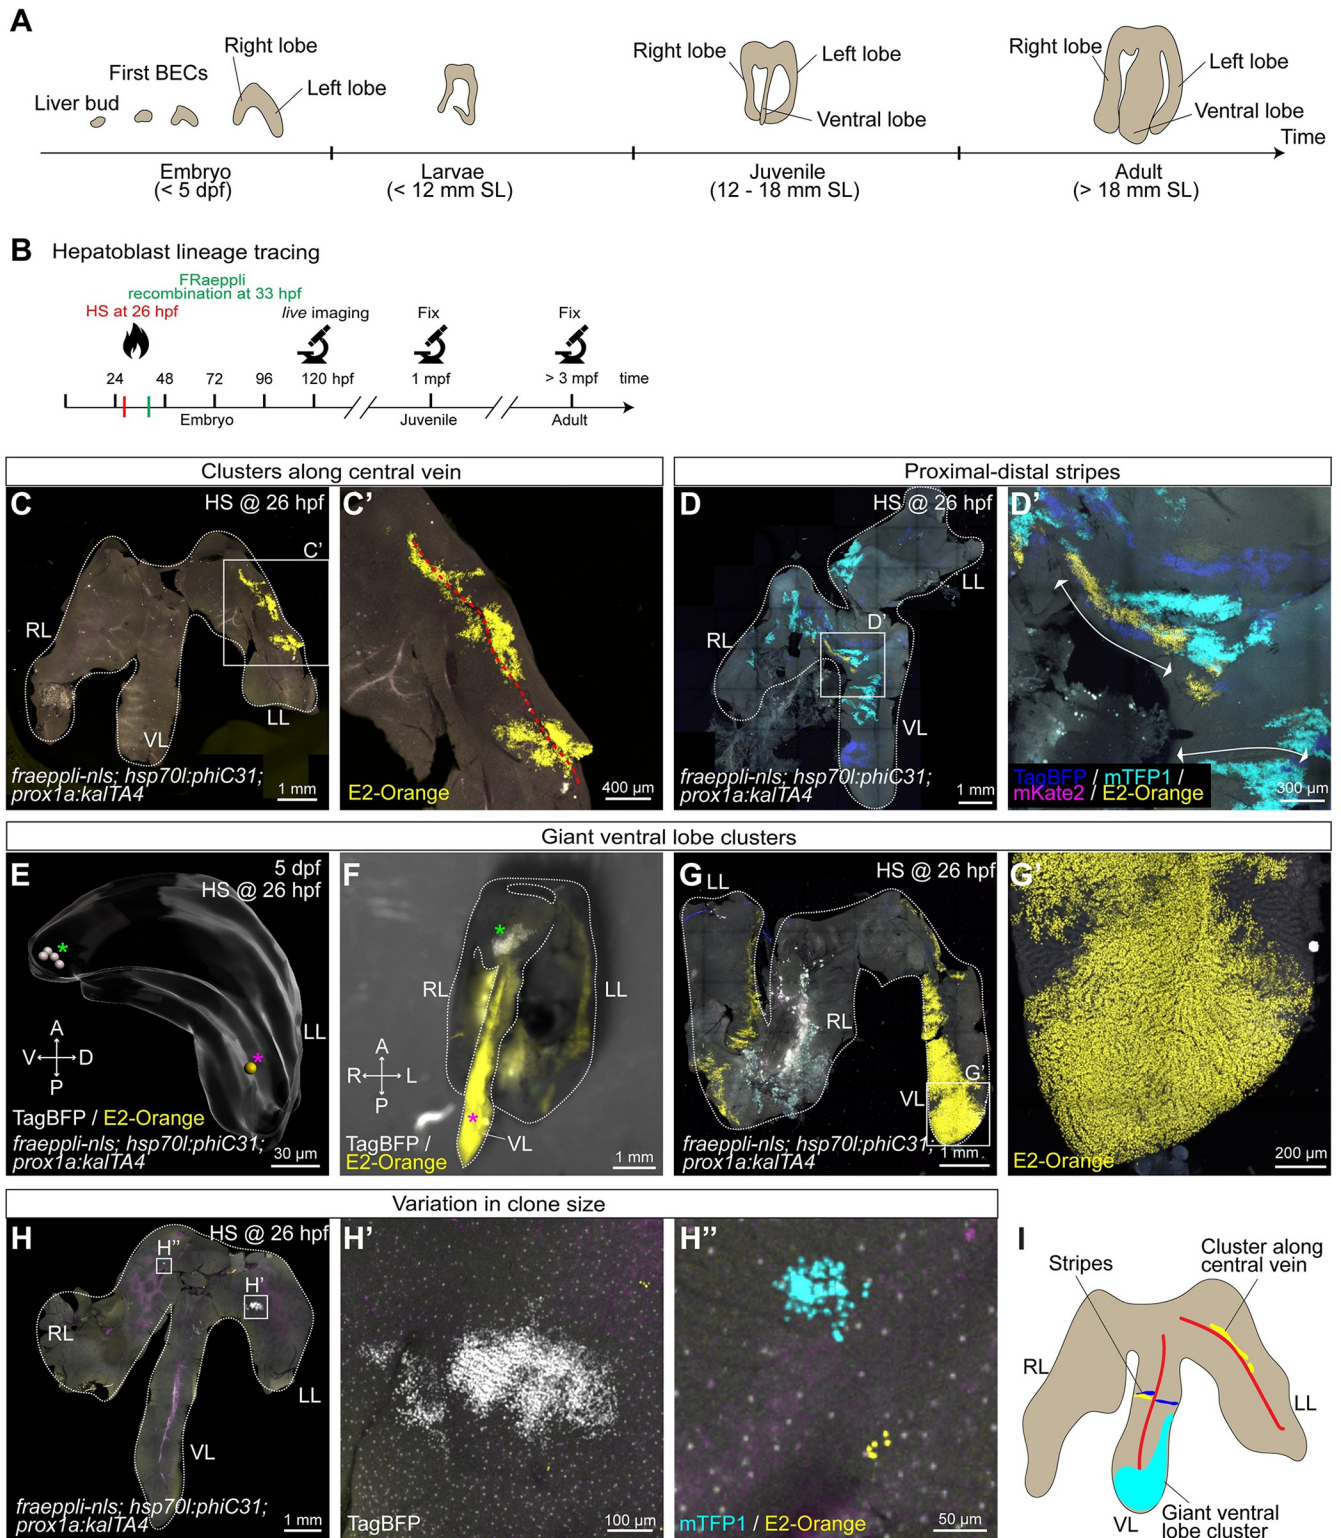 A
Liver bud
First BECs
Right lobe
Left lobe
Right lobe
Left lobe
Ventral lobe
Right lobe
Left lobe
Ventral lobe
Time
Embryo
(< 5 dpf)
Larvae
(< 12 mm SL)
Juvenile
(12 - 18 mm SL)
Adult
(> 18 mm SL)
B
Hepatoblast lineage tracing
FRaeppli
recombination at 33 hpf
HS at 26 hpf
live imaging
Fix
Fix
24 48 72 96 120 hpf 1 mpf > 3 mpf time
Embryo
Juvenile
Adult
Clusters along central vein
Proximal-distal stripes
C
HS @ 26 hpf
C'
RL
VL
LL
fraeppli-nls; hsp70l:phiC31;
prox1a:kalTA4
1 mm
C'
E2-Orange
400 µm
D
HS @ 26 hpf
LL
D'
RL
VL
fraeppli-nls; hsp70l:phiC31;
prox1a:kalTA4
1 mm
D'
TagBFP / mTFP1 /
mKate2 / E2-Orange
300 µm
Giant ventral lobe clusters
E
5 dpf
HS @ 26 hpf
*
LL
A
V D
P
*
TagBFP / E2-Orange
fraeppli-nls; hsp70l:phiC31;
prox1a:kalTA4
30 µm
F
*
RL
LL
A
R L
P
*
VL
TagBFP /
E2-Orange
1 mm
G
LL
HS @ 26 hpf
RL
G'
VL
fraeppli-nls; hsp70l:phiC31;
prox1a:kalTA4
1 mm
G'
E2-Orange
200 µm
Variation in clone size
H
HS @ 26 hpf
H''
H'
RL
LL
VL
fraeppli-nls; hsp70l:phiC31;
prox1a:kalTA4
1 mm
H'
TagBFP
100 µm
H''
mTFP1 / E2-Orange
50 µm
I
Stripes
Cluster along
central vein
RL
LL
VL
Giant ventral
lobe cluster